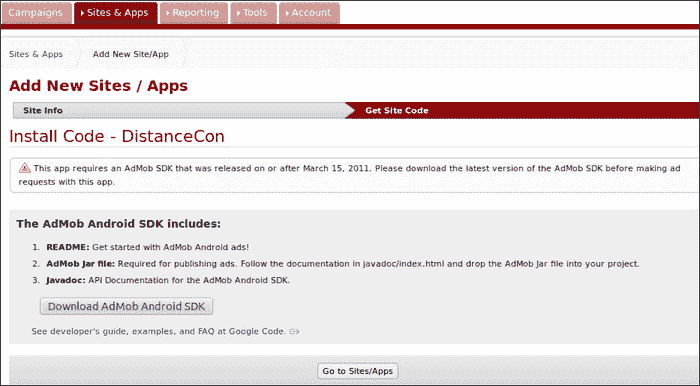 Campaigns Sites & Apps Reporting Tools Account
Sites & Apps Add New Site/App
Add New Sites / Apps
Site Info Get Site Code
Install Code - DistanceCon
This app requires an AdMob SDK that was released on or after March 15, 2011. Please download the latest version of the AdMob SDK before making ad
requests with this app.
The AdMob Android SDK includes:
1. README: Get started with AdMob Android ads!
2. AdMob Jar file: Required for publishing ads. Follow the documentation in javadoc/index.html and drop the AdMob Jar file into your project.
3. Javadoc: API Documentation for the AdMob Android SDK.
Download AdMob Android SDK
See developer's guide, examples, and FAQ at Google Code.
Go to Sites/Apps